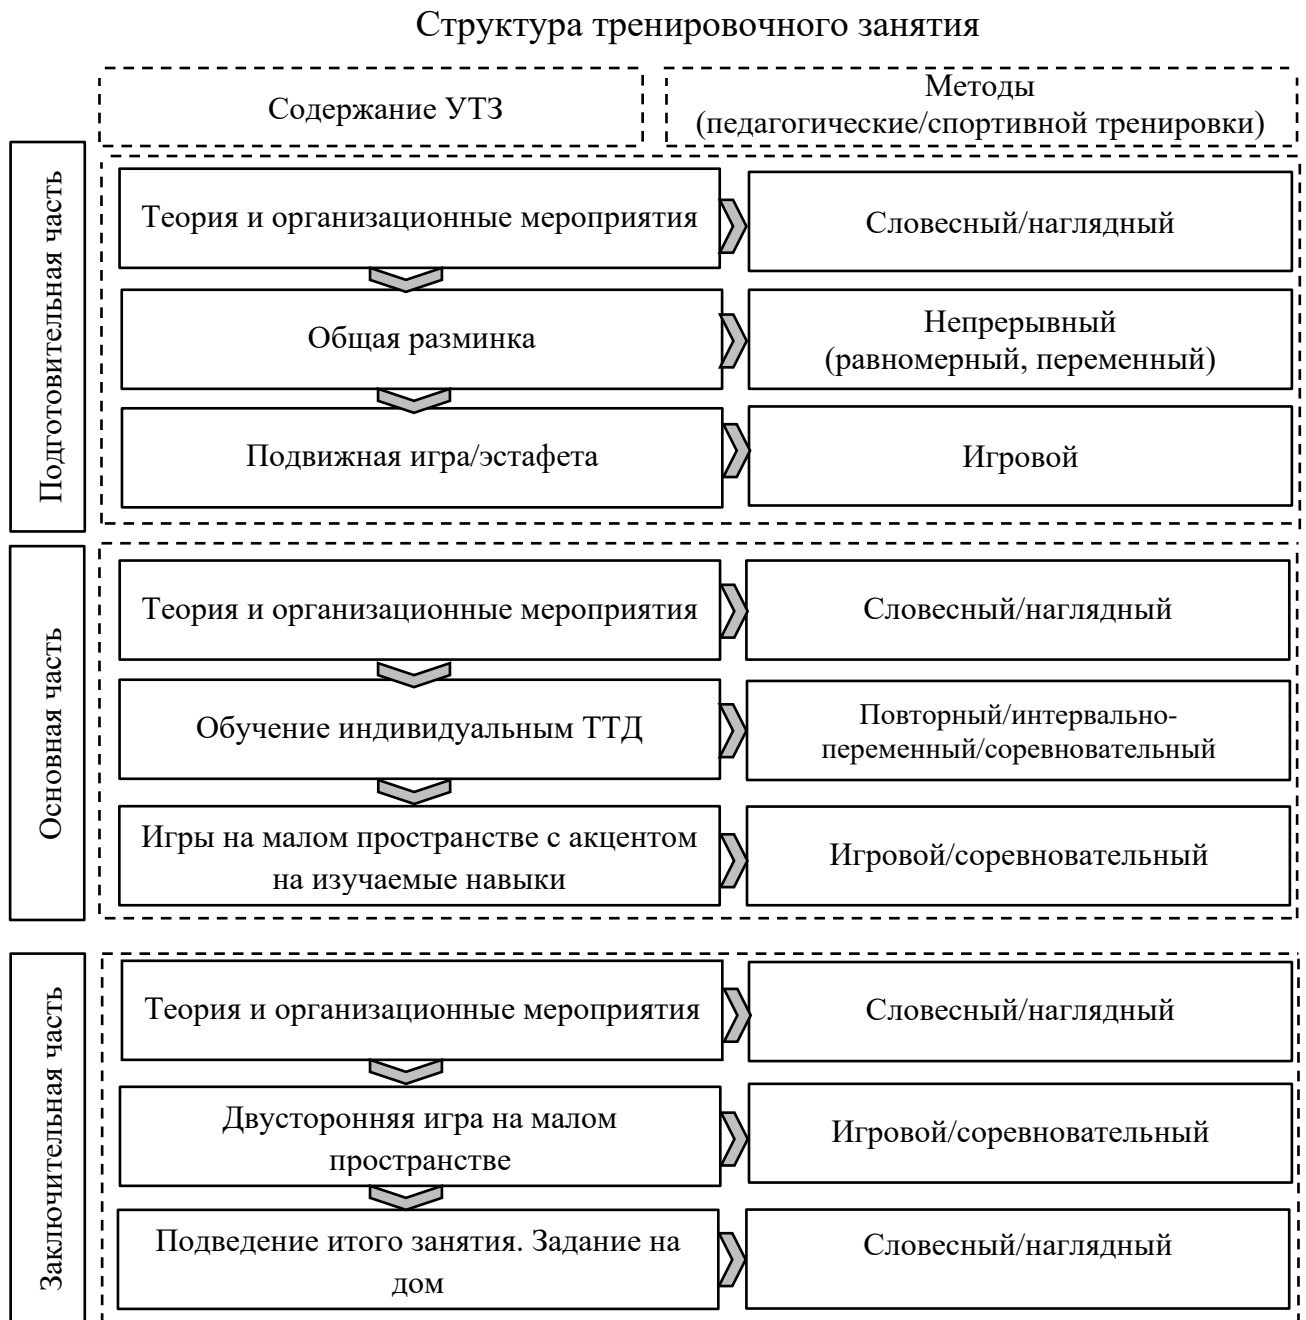 Структура тренировочного занятия
Содержание УТЗ
Методы
(педагогические/спортивной тренировки)
Подготовительная часть
Теория и организационные мероприятия
Словесный/наглядный
Общая разминка
Непрерывный
(равномерный, переменный)
Подвижная игра/эстафета
Игровой
Основная часть
Теория и организационные мероприятия
Словесный/наглядный
Обучение индивидуальным ТТД
Повторный/интервально-
переменный/соревновательный
Игры на малом пространстве с акцентом
на изучаемые навыки
Игровой/соревновательный
Заключительная часть
Теория и организационные мероприятия
Словесный/наглядный
Двусторонняя игра на малом
пространстве
Игровой/соревновательный
Подведение итого занятия. Задание на
дом
Словесный/наглядный